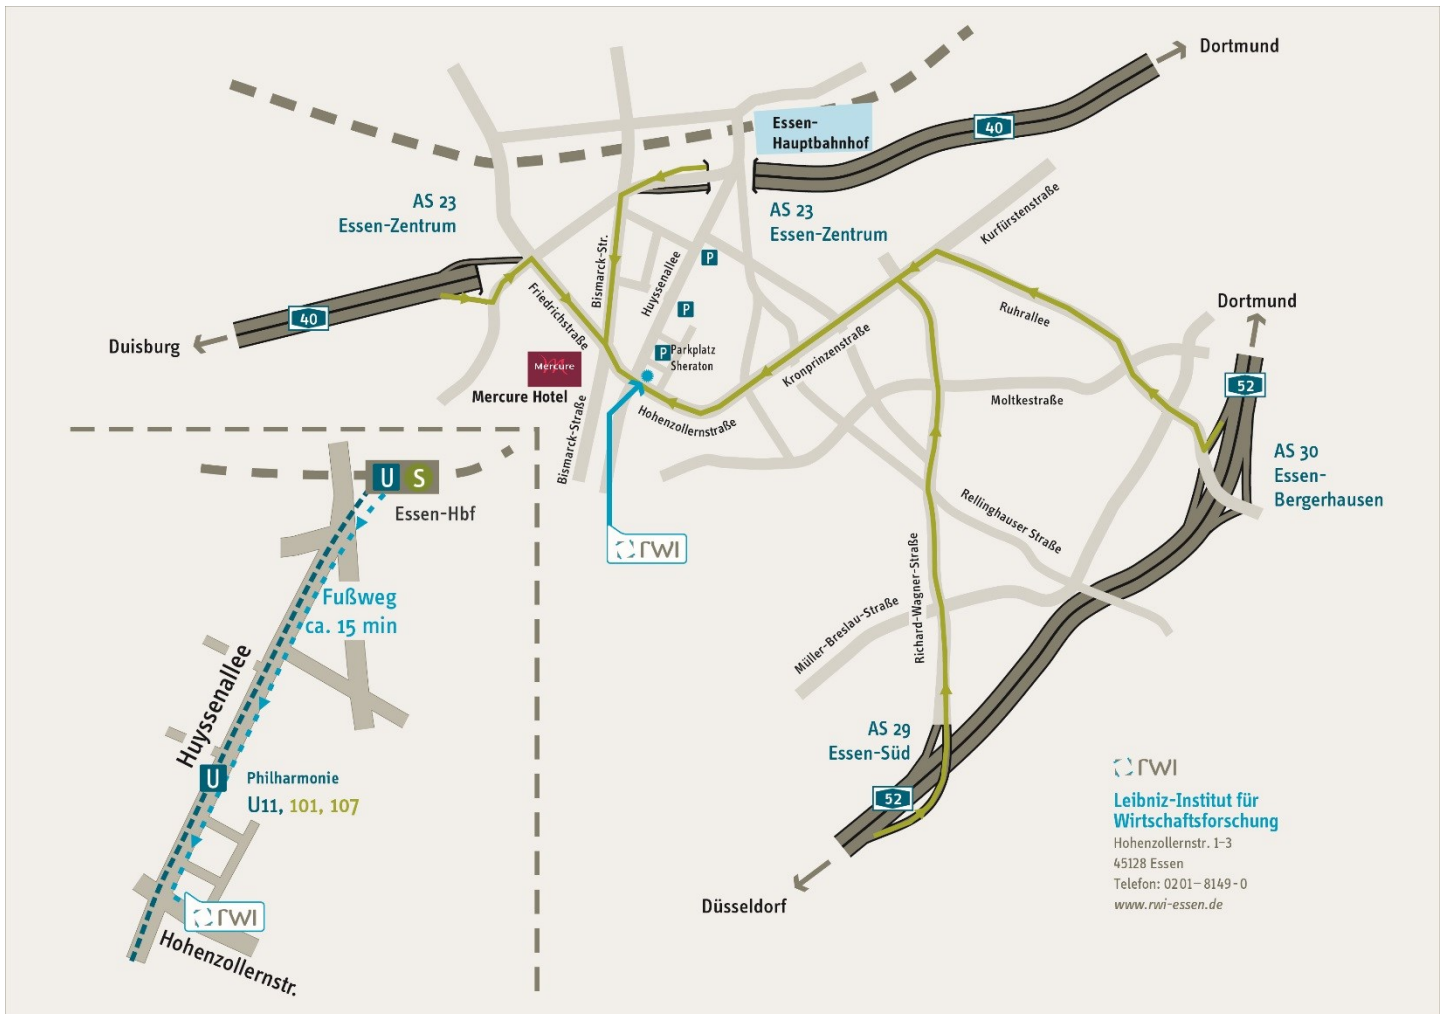 Dortmund
40
Essen-
Hauptbahnhof
AS 23
Essen-Zentrum
AS 23
Essen-Zentrum
Kurfürstenstraße
Bismarck-Str.
Huyssenallee
P
P
P Parkplatz
Sheraton
Friedrichstraße
40
Duisburg
Mercure
Mercure Hotel
Bismarck-Straße
Hohenzollernstraße
Kronprinzenstraße
Ruhrallee
Dortmund
52
Moltkestraße
AS 30
Essen-
Bergerhausen
Rellinghauser Straße
Richard-Wagner-Straße
Müller-Breslau-Straße
rwi
AS 29
Essen-Süd
52
Düsseldorf
U S
Essen-Hbf
Fußweg
ca. 15 min
Huyssenallee
U
Philharmonie
U11, 101, 107
rwi
Hohenzollernstr.
rwi
Leibniz-Institut für
Wirtschaftsforschung
Hohenzollernstr. 1–3
45128 Essen
Telefon: 0201–8149-0
www.rwi-essen.de